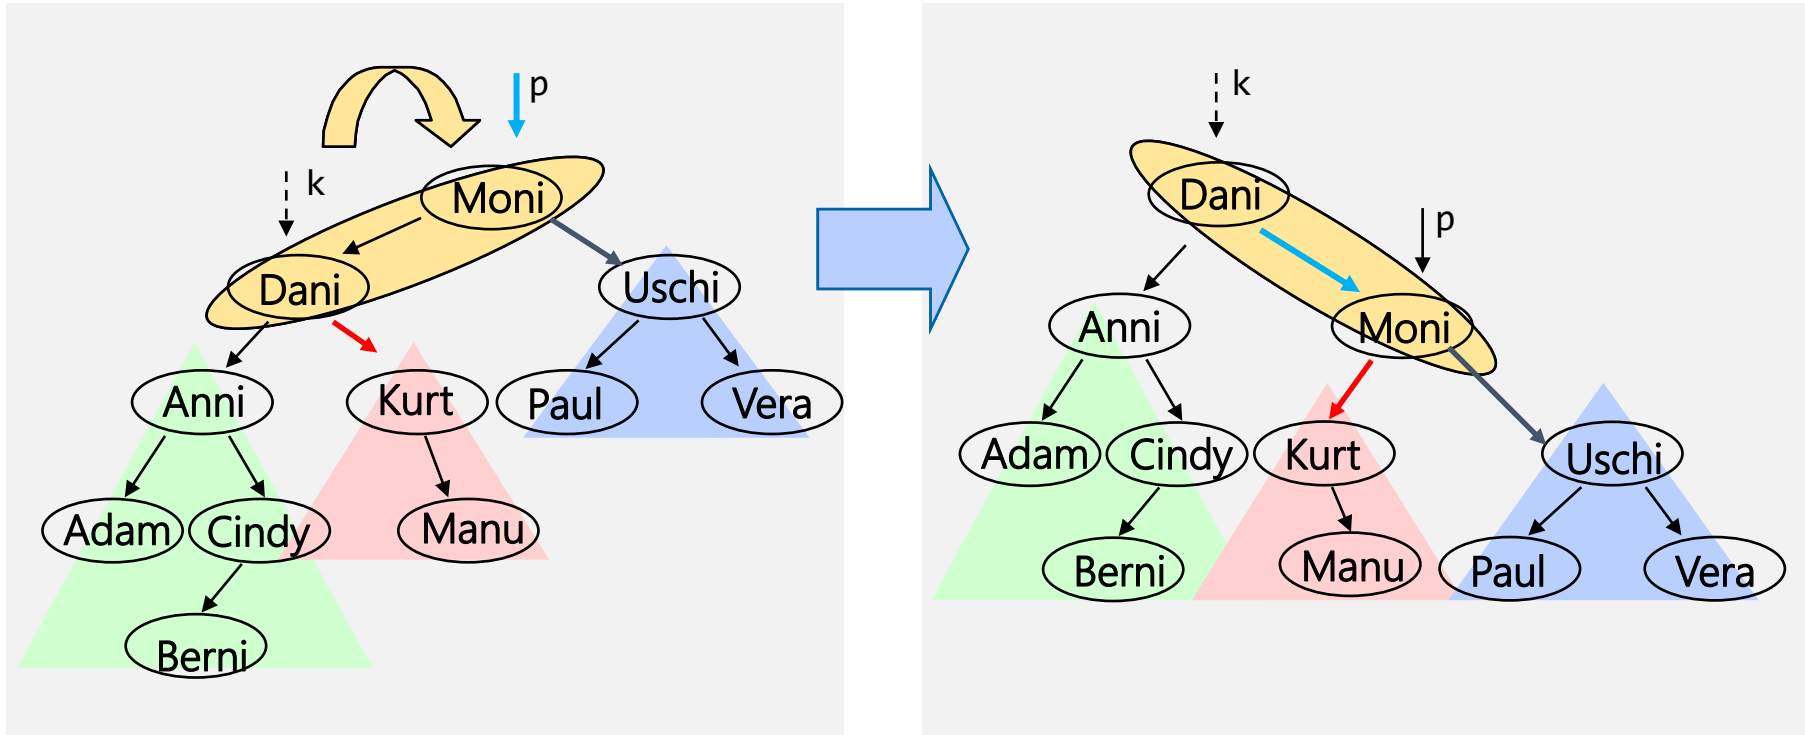 p
k
Moni
Dani
Uschi
Anni
Kurt
Paul
Vera
Adam
Cindy
Manu
Berni
k
Dani
p
Anni
Moni
Adam
Cindy
Kurt
Uschi
Berni
Manu
Paul
Vera